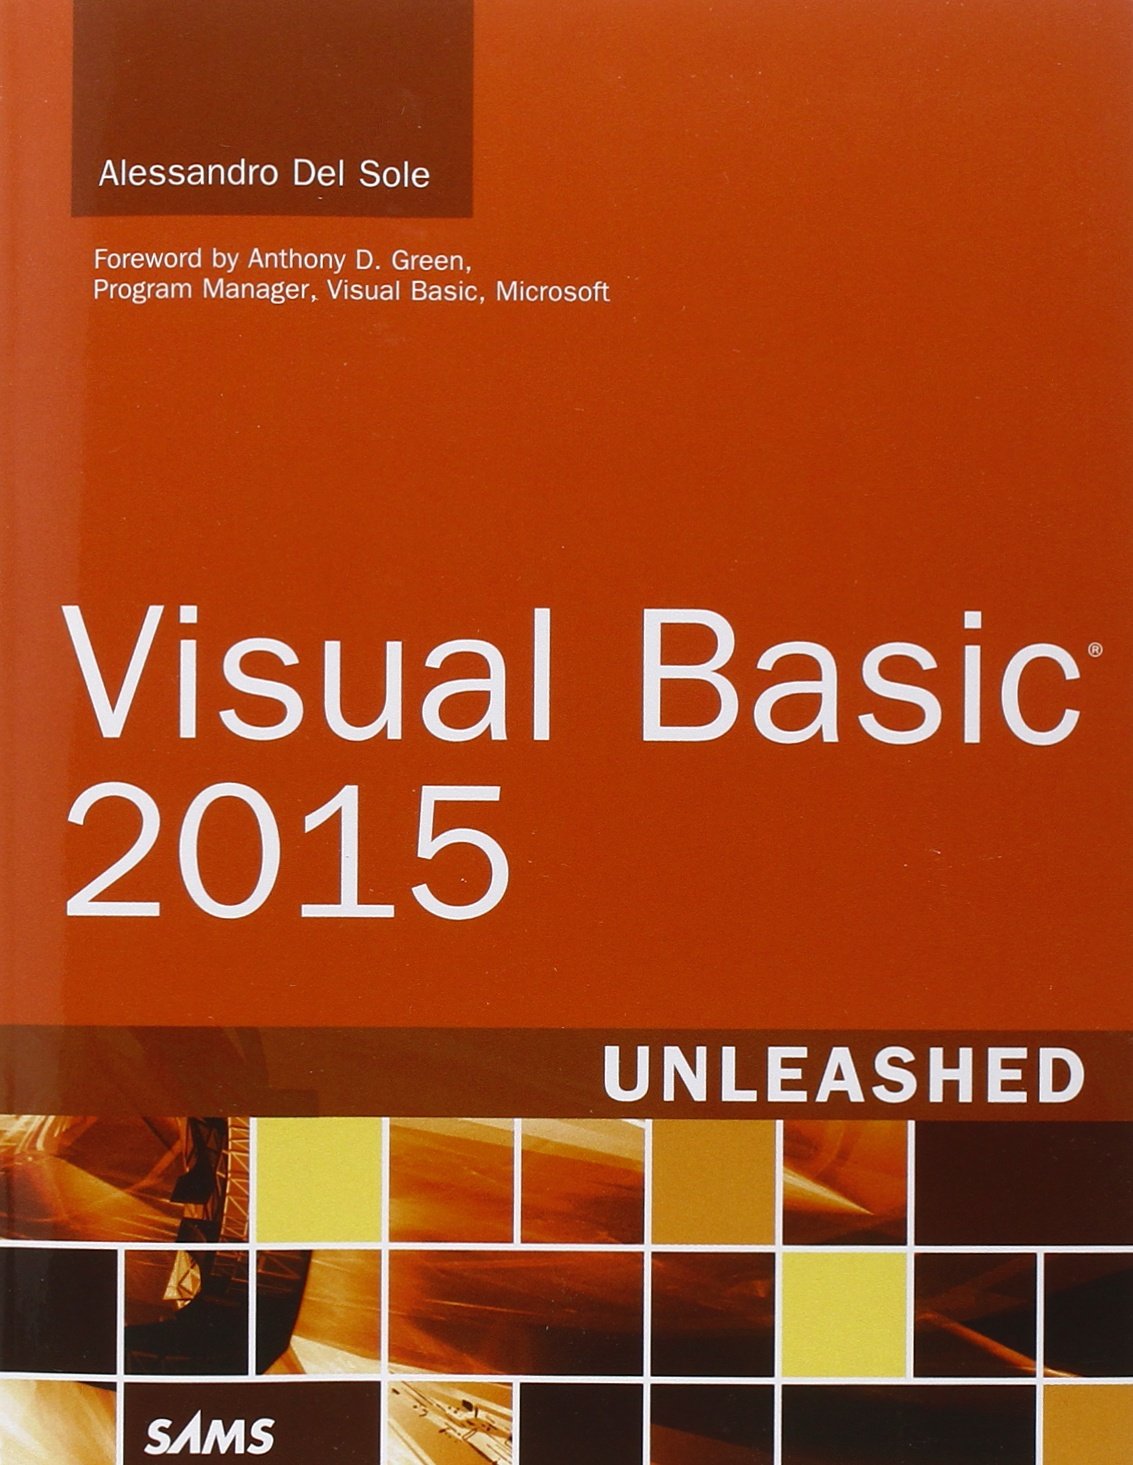 Alessandro Del Sole
Foreword by Anthony D. Green,
Program Manager, Visual Basic, Microsoft
Visual Basic®
2015
UNLEASHED
SAMS